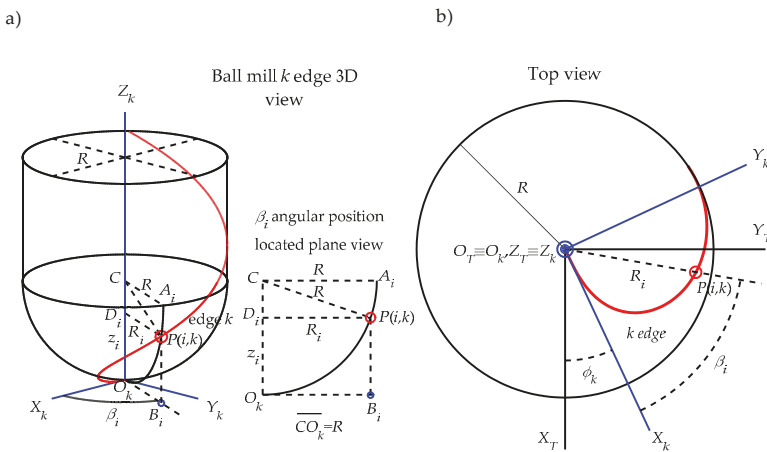 a)
Ball mill k edge 3D
view
Z_k
R
C
R
A_i
D_i
R_i
edge k
z_i
P(i,k)
O_k
X_k
β_i
B_i
Y_k
β_i angular position
located plane view
C
R
A_i
R
D_i
P(i,k)
R_i
z_i
O_k
B_i
\overline{CO_k}=R
b)
Top view
Y_k
R
Y_T
O_T≡O_k,Z_T≡Z_k
R_i
P(i,k)
k edge
ϕ_k
β_i
X_T
X_k